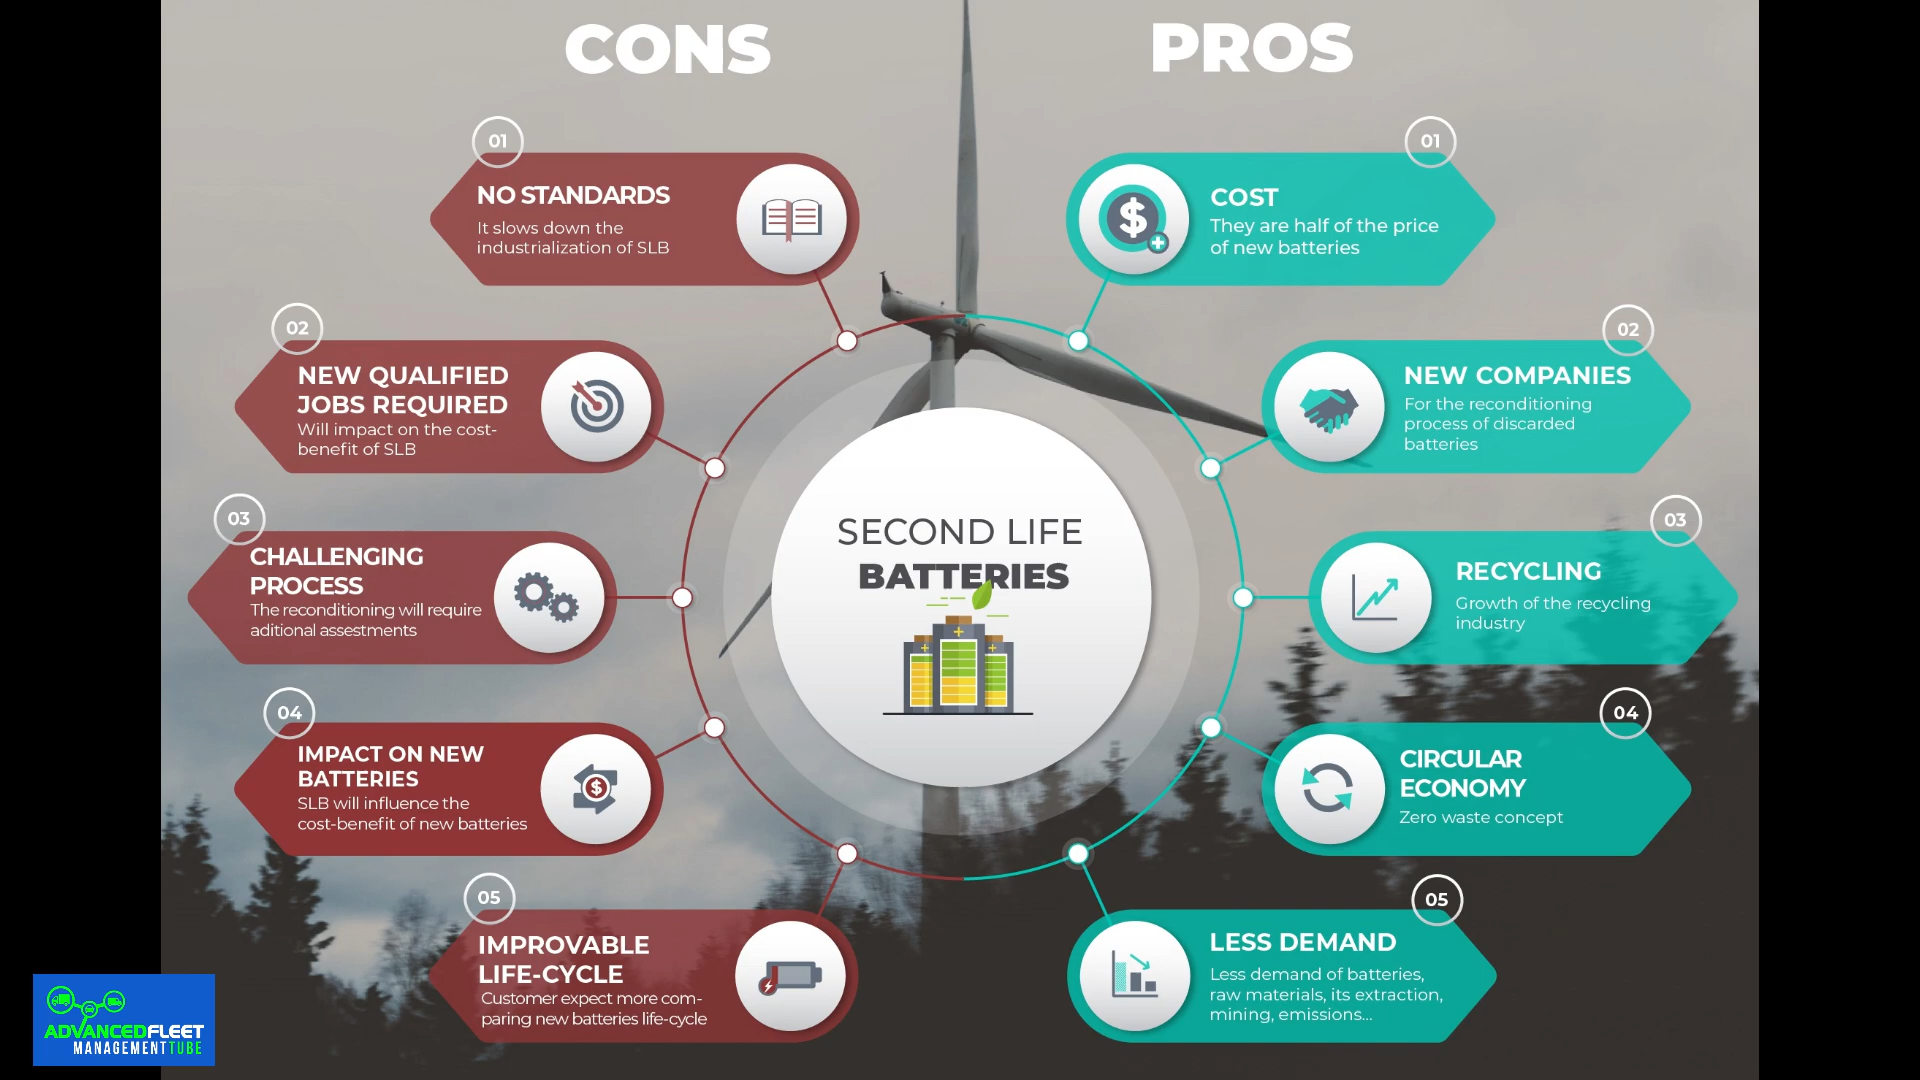 CONS
01
NO STANDARDS
It slows down the
industrialization of SLB
02
NEW QUALIFIED
JOBS REQUIRED
Will impact on the cost-
benefit of SLB
03
CHALLENGING
PROCESS
The reconditioning will require
aditional assestments
04
IMPACT ON NEW
BATTERIES
SLB will influence the
cost-benefit of new batteries
05
IMPROVABLE
LIFE-CYCLE
Customer expect more com-
paring new batteries life-cycle
SECOND LIFE
BATTERIES
PROS
01
COST
They are half of the price
of new batteries
02
NEW COMPANIES
For the reconditioning
process of discarded
batteries
03
RECYCLING
Growth of the recycling
industry
04
CIRCULAR
ECONOMY
Zero waste concept
05
LESS DEMAND
Less demand of batteries,
raw materials, its extraction,
mining, emissions...
ADVANCEDFLEET
MANAGEMENTTUBE